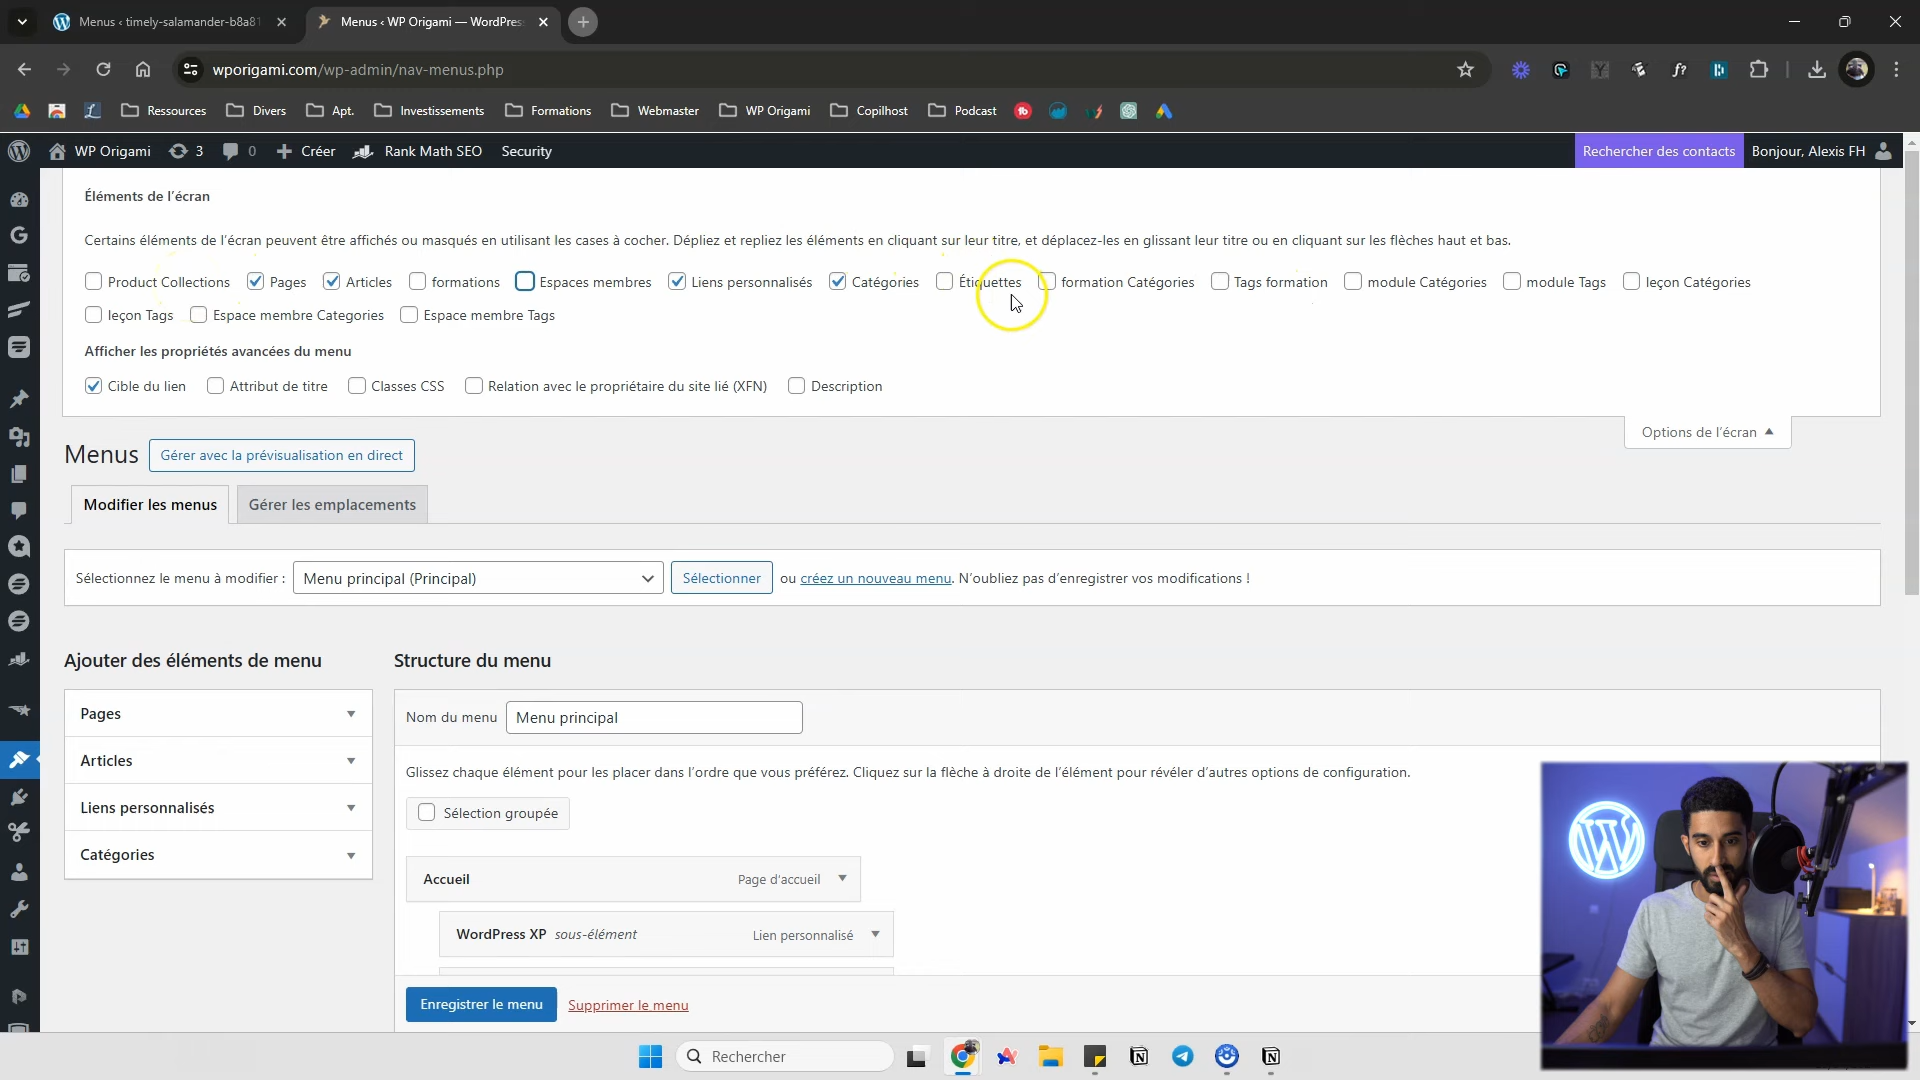 Menus ‹ timely-salamander-b8a81
Menus ‹ WP Origami — WordPres
wporigami.com/wp-admin/nav-menus.php
Ressources Divers Apt. Investissements Formations Webmaster WP Origami Copilhost Podcast
WP Origami 3 0 Créer Rank Math SEO Security Rechercher des contacts Bonjour, Alexis FH
Éléments de l’écran
Certains éléments de l’écran peuvent être affichés ou masqués en utilisant les cases à cocher. Dépliez et repliez les éléments en cliquant sur leur titre, et déplacez-les en glissant leur titre ou en cliquant sur les flèches haut et bas.
Product Collections Pages Articles formations Espaces membres Liens personnalisés Catégories Étiquettes formation Catégories Tags formation module Catégories module Tags leçon Catégories
leçon Tags Espace membre Categories Espace membre Tags
Afficher les propriétés avancées du menu
Cible du lien Attribut de titre Classes CSS Relation avec le propriétaire du site lié (XFN) Description
Options de l’écran
Menus Gérer avec la prévisualisation en direct
Modifier les menus Gérer les emplacements
Sélectionnez le menu à modifier : Menu principal (Principal) Sélectionner ou créez un nouveau menu. N’oubliez pas d’enregistrer vos modifications !
Ajouter des éléments de menu
Structure du menu
Pages
Articles
Liens personnalisés
Catégories
Nom du menu Menu principal
Glissez chaque élément pour les placer dans l’ordre que vous préférez. Cliquez sur la flèche à droite de l’élément pour révéler d’autres options de configuration.
Sélection groupée
Accueil Page d’accueil
WordPress XP sous-élément Lien personnalisé
Enregistrer le menu Supprimer le menu
Rechercher